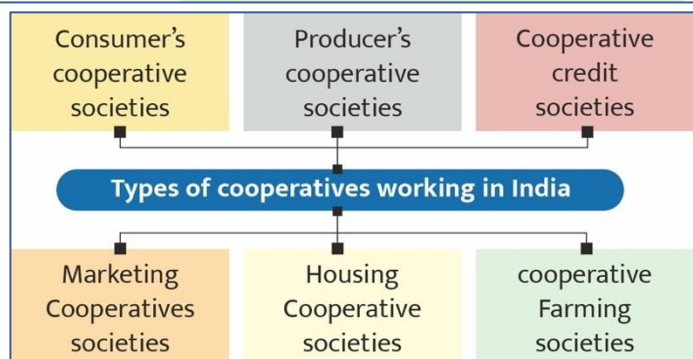 Consumer's
cooperative
societies
Producer's
cooperative
societies
Cooperative
credit
societies
Types of cooperatives working in India
Marketing
Cooperatives
societies
Housing
Cooperative
societies
cooperative
Farming
societies